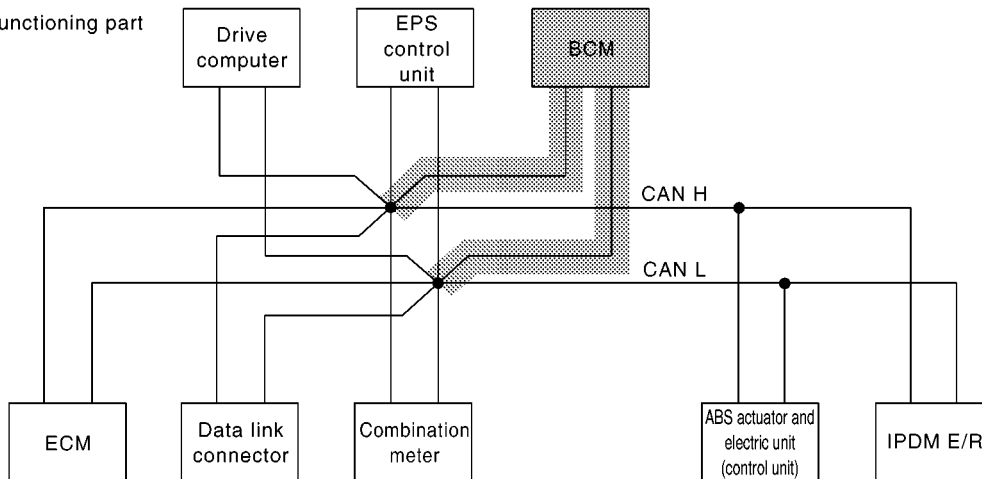 unctioning part
Drive
computer
EPS
control
unit
BCM
CAN H
CAN L
ECM
Data link
connector
Combination
meter
ABS actuator and
electric unit
(control unit)
IPDM E/R